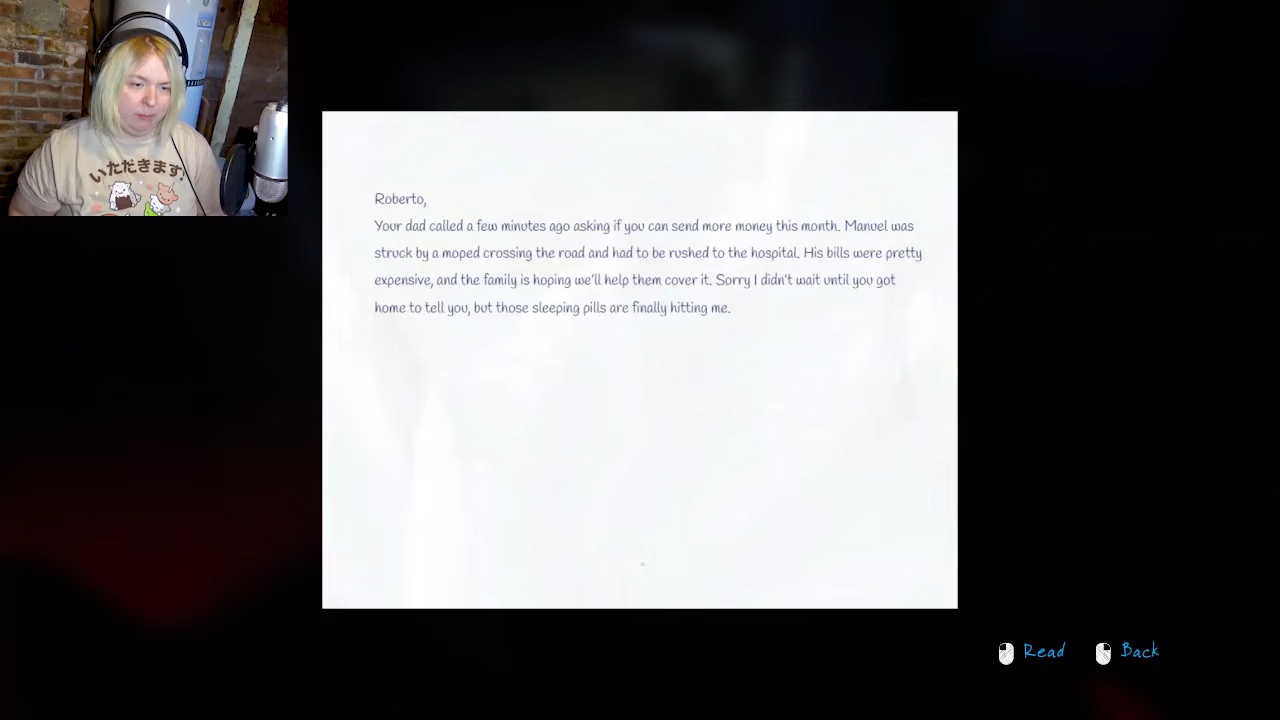 いただきます!
Roberto,
Your dad called a few minutes ago asking if you can send more money this month. Manuel was
struck by a moped crossing the road and had to be rushed to the hospital. His bills were pretty
expensive, and the family is hoping we'll help them cover it. Sorry I didn't wait until you got
home to tell you, but those sleeping pills are finally hitting me.
Read
Back